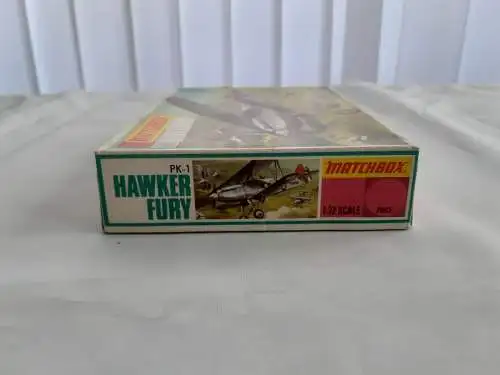 PK-1
HAWKER
FURY
MATCHBOX
1:72 SCALE